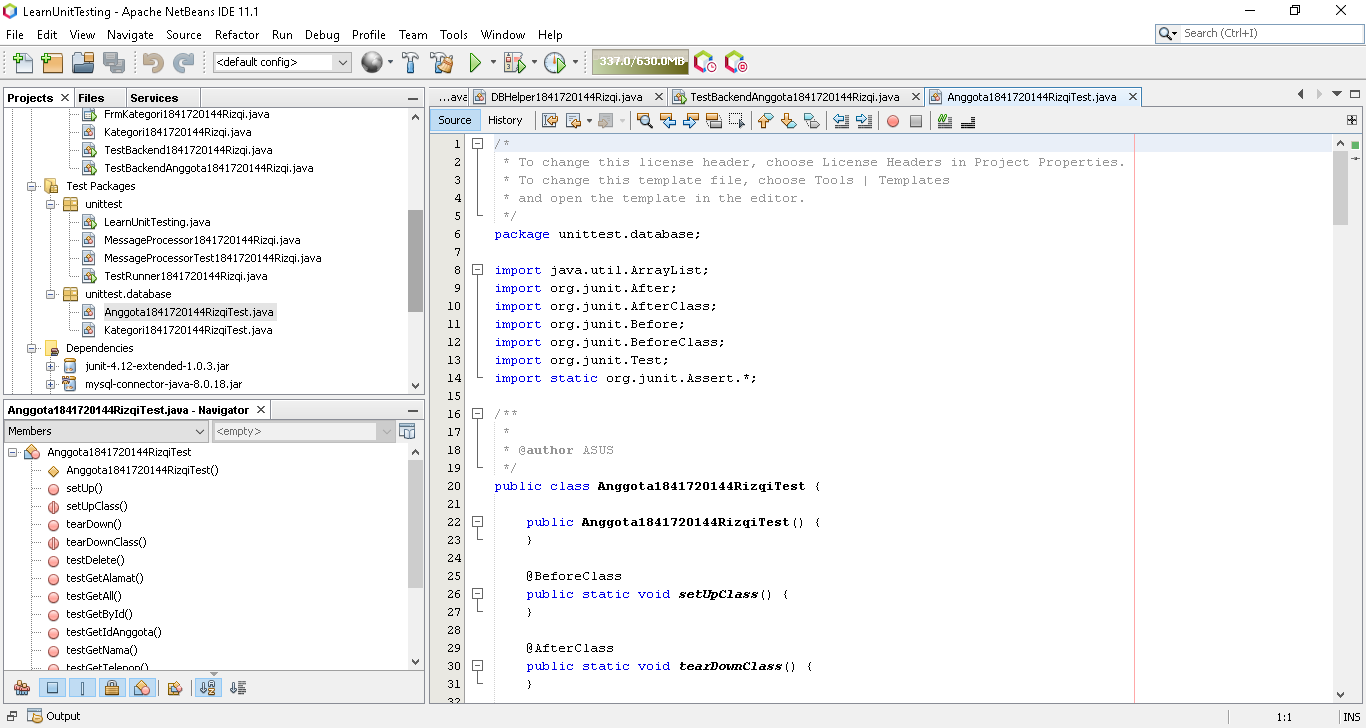 LearnUnitTesting - Apache NetBeans IDE 11.1
File Edit View Navigate Source Refactor Run Debug Profile Team Tools Window Help
Search (Ctrl+I)
<default config>
337.0/630.0MB
Projects Files Services
FrmKategori1841720144Rizqi.java
Kategori1841720144Rizqi.java
TestBackend1841720144Rizqi.java
TestBackendAnggota1841720144Rizqi.java
Test Packages
unittest
LearnUnitTesting.java
MessageProcessor1841720144Rizqi.java
MessageProcessorTest1841720144Rizqi.java
TestRunner1841720144Rizqi.java
unittest.database
Anggota1841720144RizqiTest.java
Kategori1841720144RizqiTest.java
Dependencies
junit-4.12-extended-1.0.3.jar
mysql-connector-java-8.0.18.jar
Anggota1841720144RizqiTest.java - Navigator
Members <empty>
Anggota1841720144RizqiTest
Anggota1841720144RizqiTest()
setUp()
setUpClass()
tearDown()
tearDownClass()
testDelete()
testGetAlamat()
testGetAll()
testGetById()
testGetIdAnggota()
testGetNama()
testGetTelepon()
...ava DBHelper1841720144Rizqi.java TestBackendAnggota1841720144Rizqi.java Anggota1841720144RizqiTest.java
Source History
1 /*
2 * To change this license header, choose License Headers in Project Properties.
3 * To change this template file, choose Tools | Templates
4 * and open the template in the editor.
5 */
6 package unittest.database;
7
8 import java.util.ArrayList;
9 import org.junit.After;
10 import org.junit.AfterClass;
11 import org.junit.Before;
12 import org.junit.BeforeClass;
13 import org.junit.Test;
14 import static org.junit.Assert.*;
15
16 /**
17 *
18 * @author ASUS
19 */
20 public class Anggota1841720144RizqiTest {
21
22 public Anggota1841720144RizqiTest() {
23 }
24
25 @BeforeClass
26 public static void setUpClass() {
27 }
28
29 @AfterClass
30 public static void tearDownClass() {
31 }
32
Output
1:1 INS